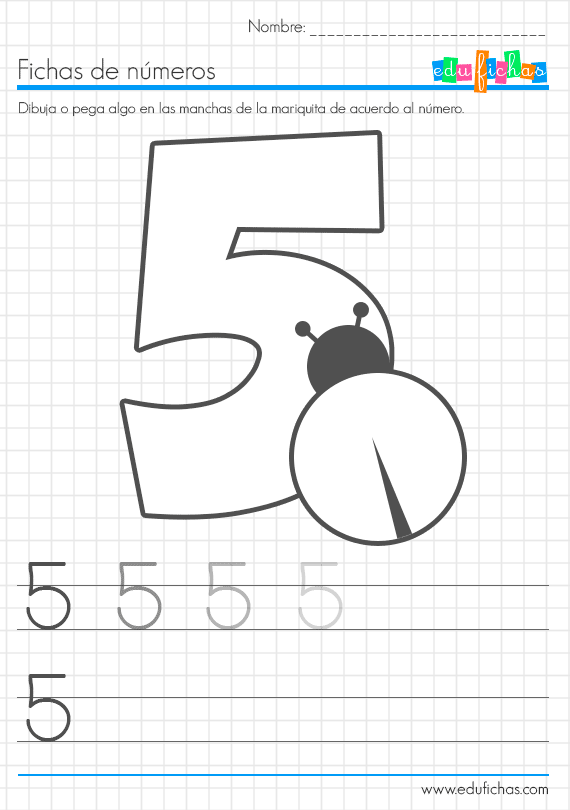 Nombre: _ _ _ _ _ _ _ _ _ _ _ _ _ _ _ _ _ _ _ _ _ _ _ _ _ _ _
Fichas de números
edufichas
Dibuja o pega algo en las manchas de la mariquita de acuerdo al número.
5
5 5 5 5
5
www.edufichas.com